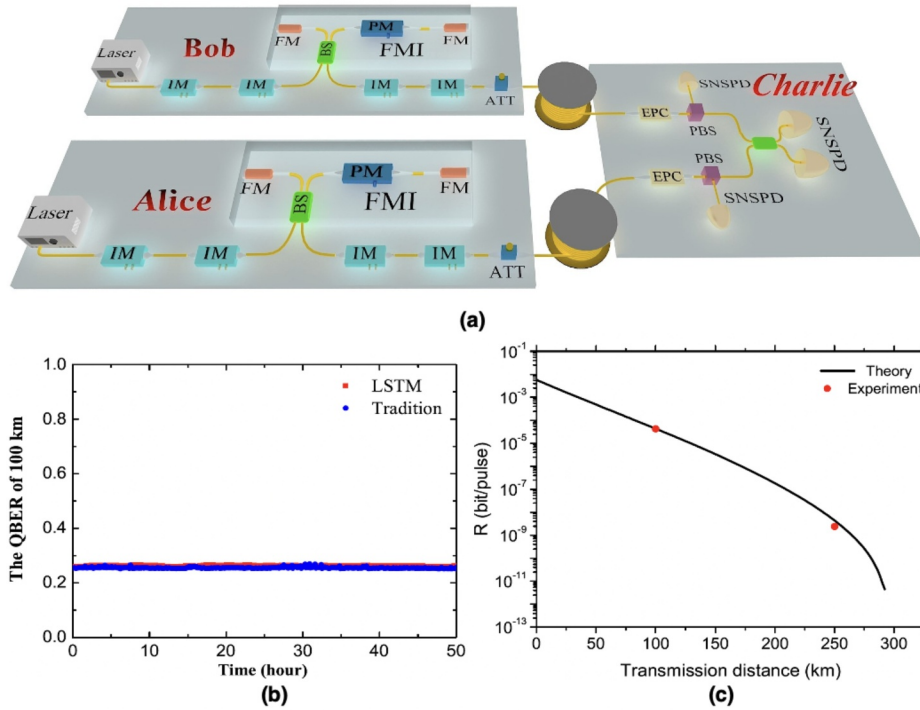 Laser
Bob
FM
PM
FM
BS
FMI
IM
IM
IM
IM
ATT
Charlie
SNSPD
EPC
PBS
SNSPD
PBS
EPC
SNSPD
Laser
Alice
FM
PM
FM
BS
FMI
IM
IM
IM
IM
ATT
(a)
The QBER of 100 km
1.0
0.8
0.6
0.4
0.2
0.0
LSTM
Tradition
0 10 20 30 40 50
Time (hour)
(b)
R (bit/pulse)
10-1
10-3
10-5
10-7
10-9
10-11
10-13
Theory
Experiment
0 50 100 150 200 250 300
Transmission distance (km)
(c)